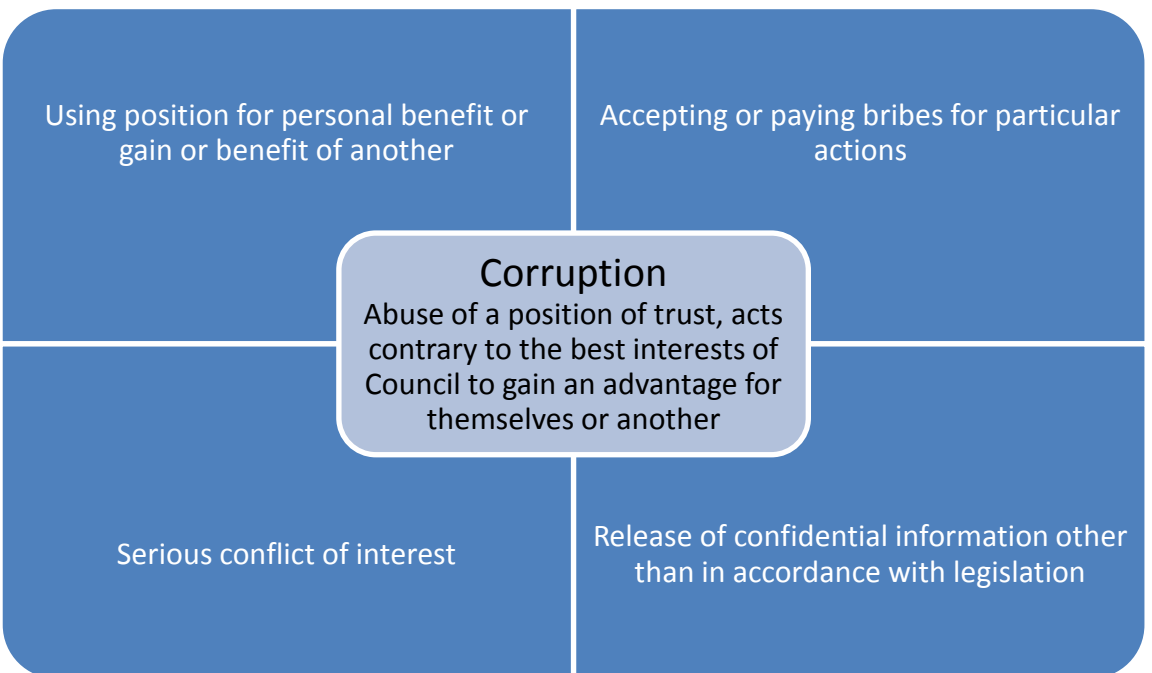 Using position for personal benefit or
gain or benefit of another
Accepting or paying bribes for particular
actions
Corruption
Abuse of a position of trust, acts
contrary to the best interests of
Council to gain an advantage for
themselves or another
Serious conflict of interest
Release of confidential information other
than in accordance with legislation